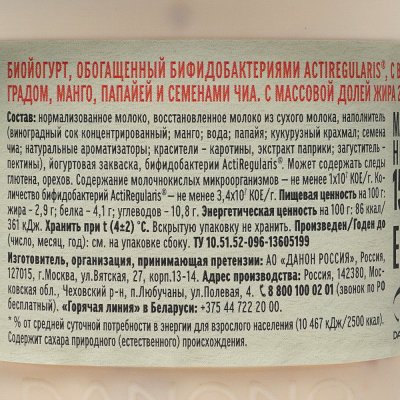 БИОЙОГУРТ, ОБОГАЩЕННЫЙ БИФИДОБАКТЕРИЯМИ ACTIREGULARIS®, С В
ГРАДОМ, МАНГО, ПАПАЙЕЙ И СЕМЕНАМИ ЧИА. С МАССОВОЙ ДОЛЕЙ ЖИРА 2
Состав: нормализованное молоко, восстановленное молоко из сухого молока, наполнитель
(виноградный сок концентрированный; манго; вода; папайя; кукурузный крахмал; семена
чиа; натуральные ароматизаторы; красители - каротины, экстракт паприки; загуститель -
пектины), йогуртовая закваска, бифидобактерии ActiRegularis®. Может содержать следы
глютена, орехов. Содержание молочнокислых микроорганизмов – не менее 1х10⁷ КОЕ/г. Ко-
личество бифидобактерий ActiRegularis® – не менее 3,4х10⁷ КОЕ/г. Пищевая ценность на 100 г:
жира - 2,9 г; белка - 4,1 г; углеводов - 10,8 г. Энергетическая ценность на 100 г: 86 ккал/
361 кДж. Хранить при t (4±2) °С. Вскрытую упаковку не хранить. Произведен/Годен до
(число, месяц, год): см. на упаковке сбоку. ТУ 10.51.52-096-13605199
Изготовитель, организация, принимающая претензии: АО «ДАНОН РОССИЯ», Россия,
127015, г.Москва, ул.Вятская, 27, корп.13-14. Адрес производства: Россия, 142380, Мос-
ковская обл., Чеховский р-н, п.Любучаны, ул.Полевая, 4. 8 800 100 02 01 (звонок по РФ
бесплатный). «Горячая линия» в Беларуси: +375 44 722 20 00.
* % от средней суточной потребности в энергии для взрослого населения (10 467 кДж/2500 ккал).
Содержит сахара природного (естественного) происхождения.